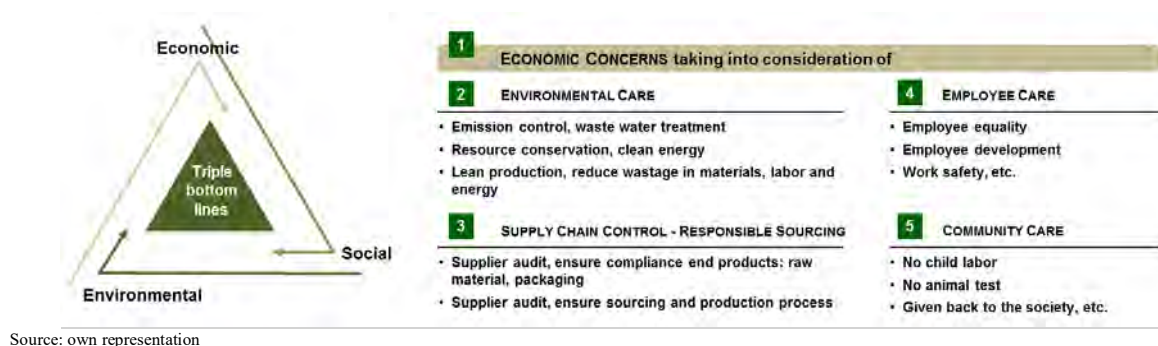 Economic
Triple
bottom
lines
Social
Environmental
1
ECONOMIC CONCERNS taking into consideration of
2
ENVIRONMENTAL CARE
• Emission control, waste water treatment
• Resource conservation, clean energy
• Lean production, reduce wastage in materials, labor and
energy
3
SUPPLY CHAIN CONTROL - RESPONSIBLE SOURCING
• Supplier audit, ensure compliance end products: raw
material, packaging
• Supplier audit, ensure sourcing and production process
4
EMPLOYEE CARE
• Employee equality
• Employee development
• Work safety, etc.
5
COMMUNITY CARE
• No child labor
• No animal test
• Given back to the society, etc.
Source: own representation